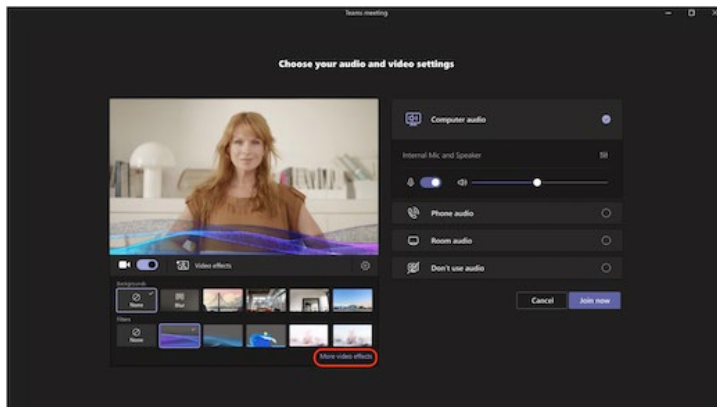 Teams meeting
Choose your audio and video settings
Computer audio
Internal Mic and Speaker
Phone audio
Room audio
Don't use audio
Video effects
Backgrounds
None
Blur
Filters
None
More video effects
Cancel
Join now